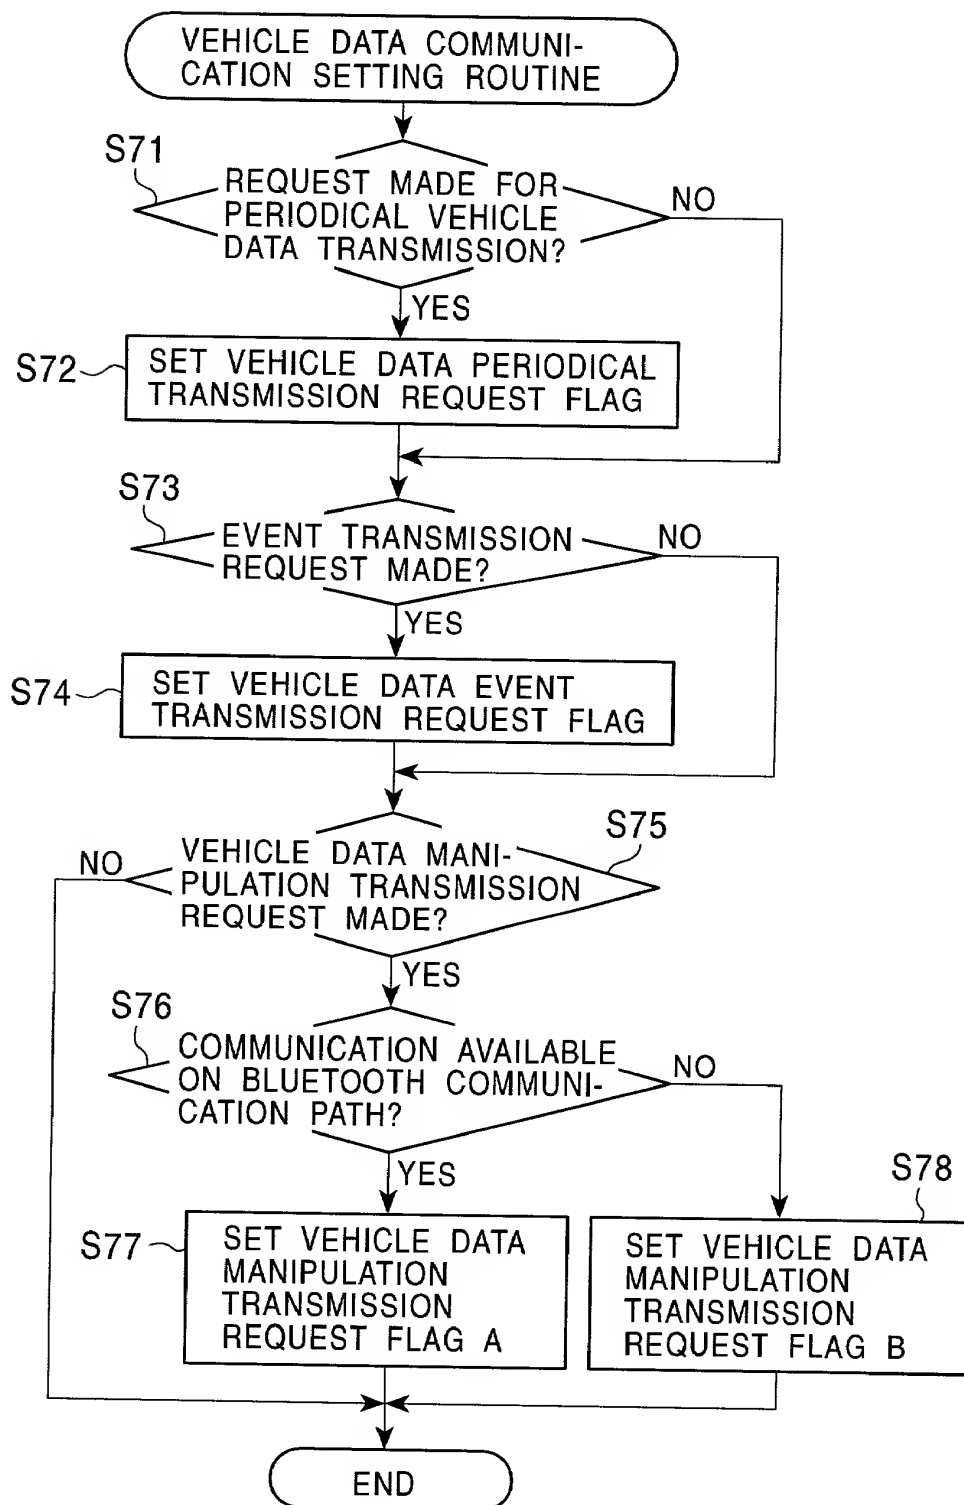 VEHICLE DATA COMMUNI-
CATION SETTING ROUTINE
S71
REQUEST MADE FOR
PERIODICAL VEHICLE
DATA TRANSMISSION?
NO
YES
S72
SET VEHICLE DATA PERIODICAL
TRANSMISSION REQUEST FLAG
S73
EVENT TRANSMISSION
REQUEST MADE?
NO
YES
S74
SET VEHICLE DATA EVENT
TRANSMISSION REQUEST FLAG
S75
NO
VEHICLE DATA MANI-
PULATION TRANSMISSION
REQUEST MADE?
YES
S76
COMMUNICATION AVAILABLE
ON BLUETOOTH COMMUNI-
CATION PATH?
NO
YES
S77
SET VEHICLE DATA
MANIPULATION
TRANSMISSION
REQUEST FLAG A
S78
SET VEHICLE DATA
MANIPULATION
TRANSMISSION
REQUEST FLAG B
END